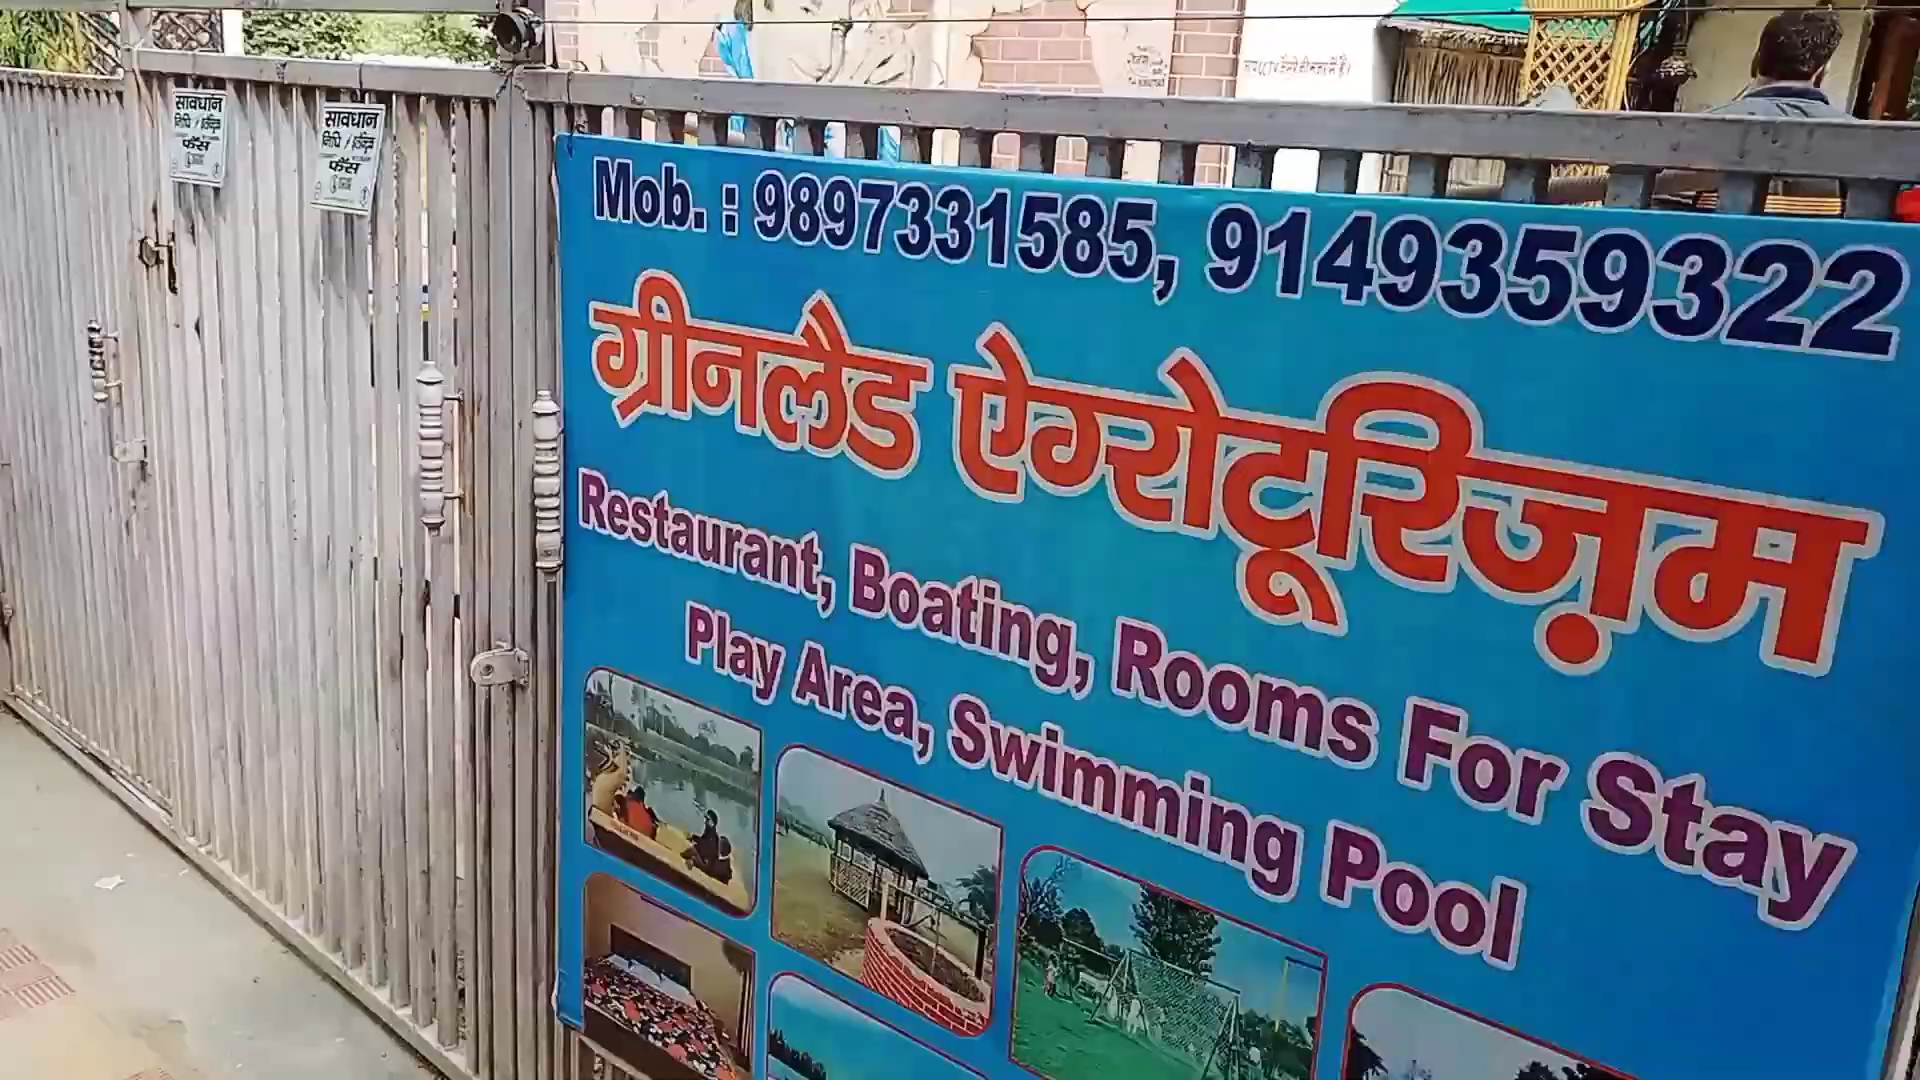 सावधान
सावधान
फॅंस
Mob. : 9897331585, 9149359322
ग्रीनलैड ऐग्रोटूरिज़म
Restaurant, Boating, Rooms For Stay
Play Area, Swimming Pool